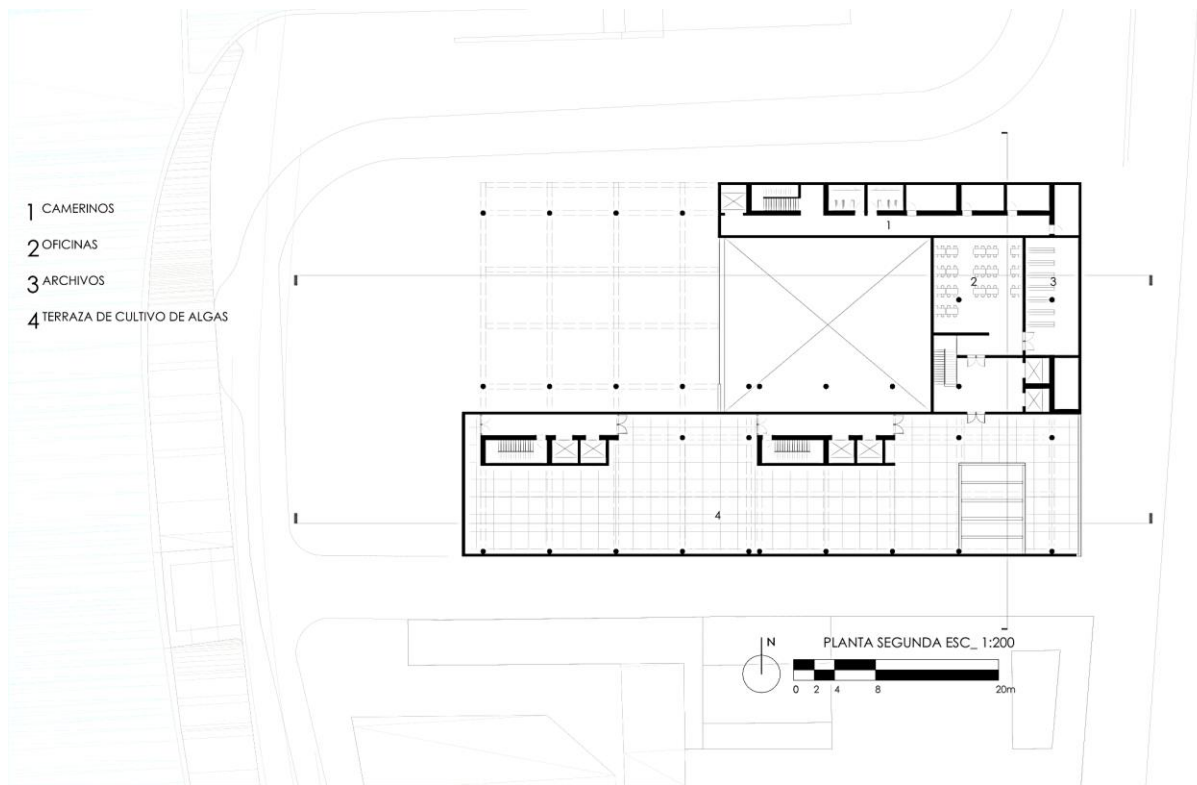 1 CAMERINOS
2 OFICINAS
3 ARCHIVOS
4 TERRAZA DE CULTIVO DE ALGAS
1
2
3
4
N
PLANTA SEGUNDA ESC_ 1:200
0 2 4 8 20m